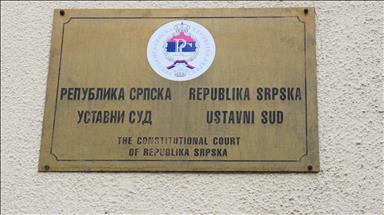 РЕПУБЛИКА СРПСКА REPUBLIKA SRPSKA
УСТАВНИ СУД USTAVNI SUD
THE CONSTITUTIONAL COURT
OF REPUBLIKA SRPSKA